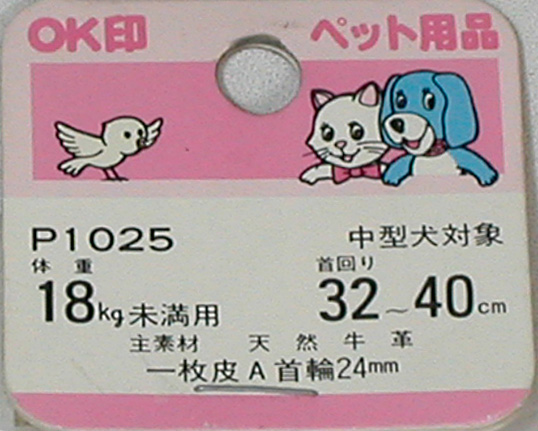 OK印 ペット用品
P1025 中型犬対象
体重 首回り
18kg未満用 32~40cm
主素材 天然牛革
一枚皮A首輪24mm